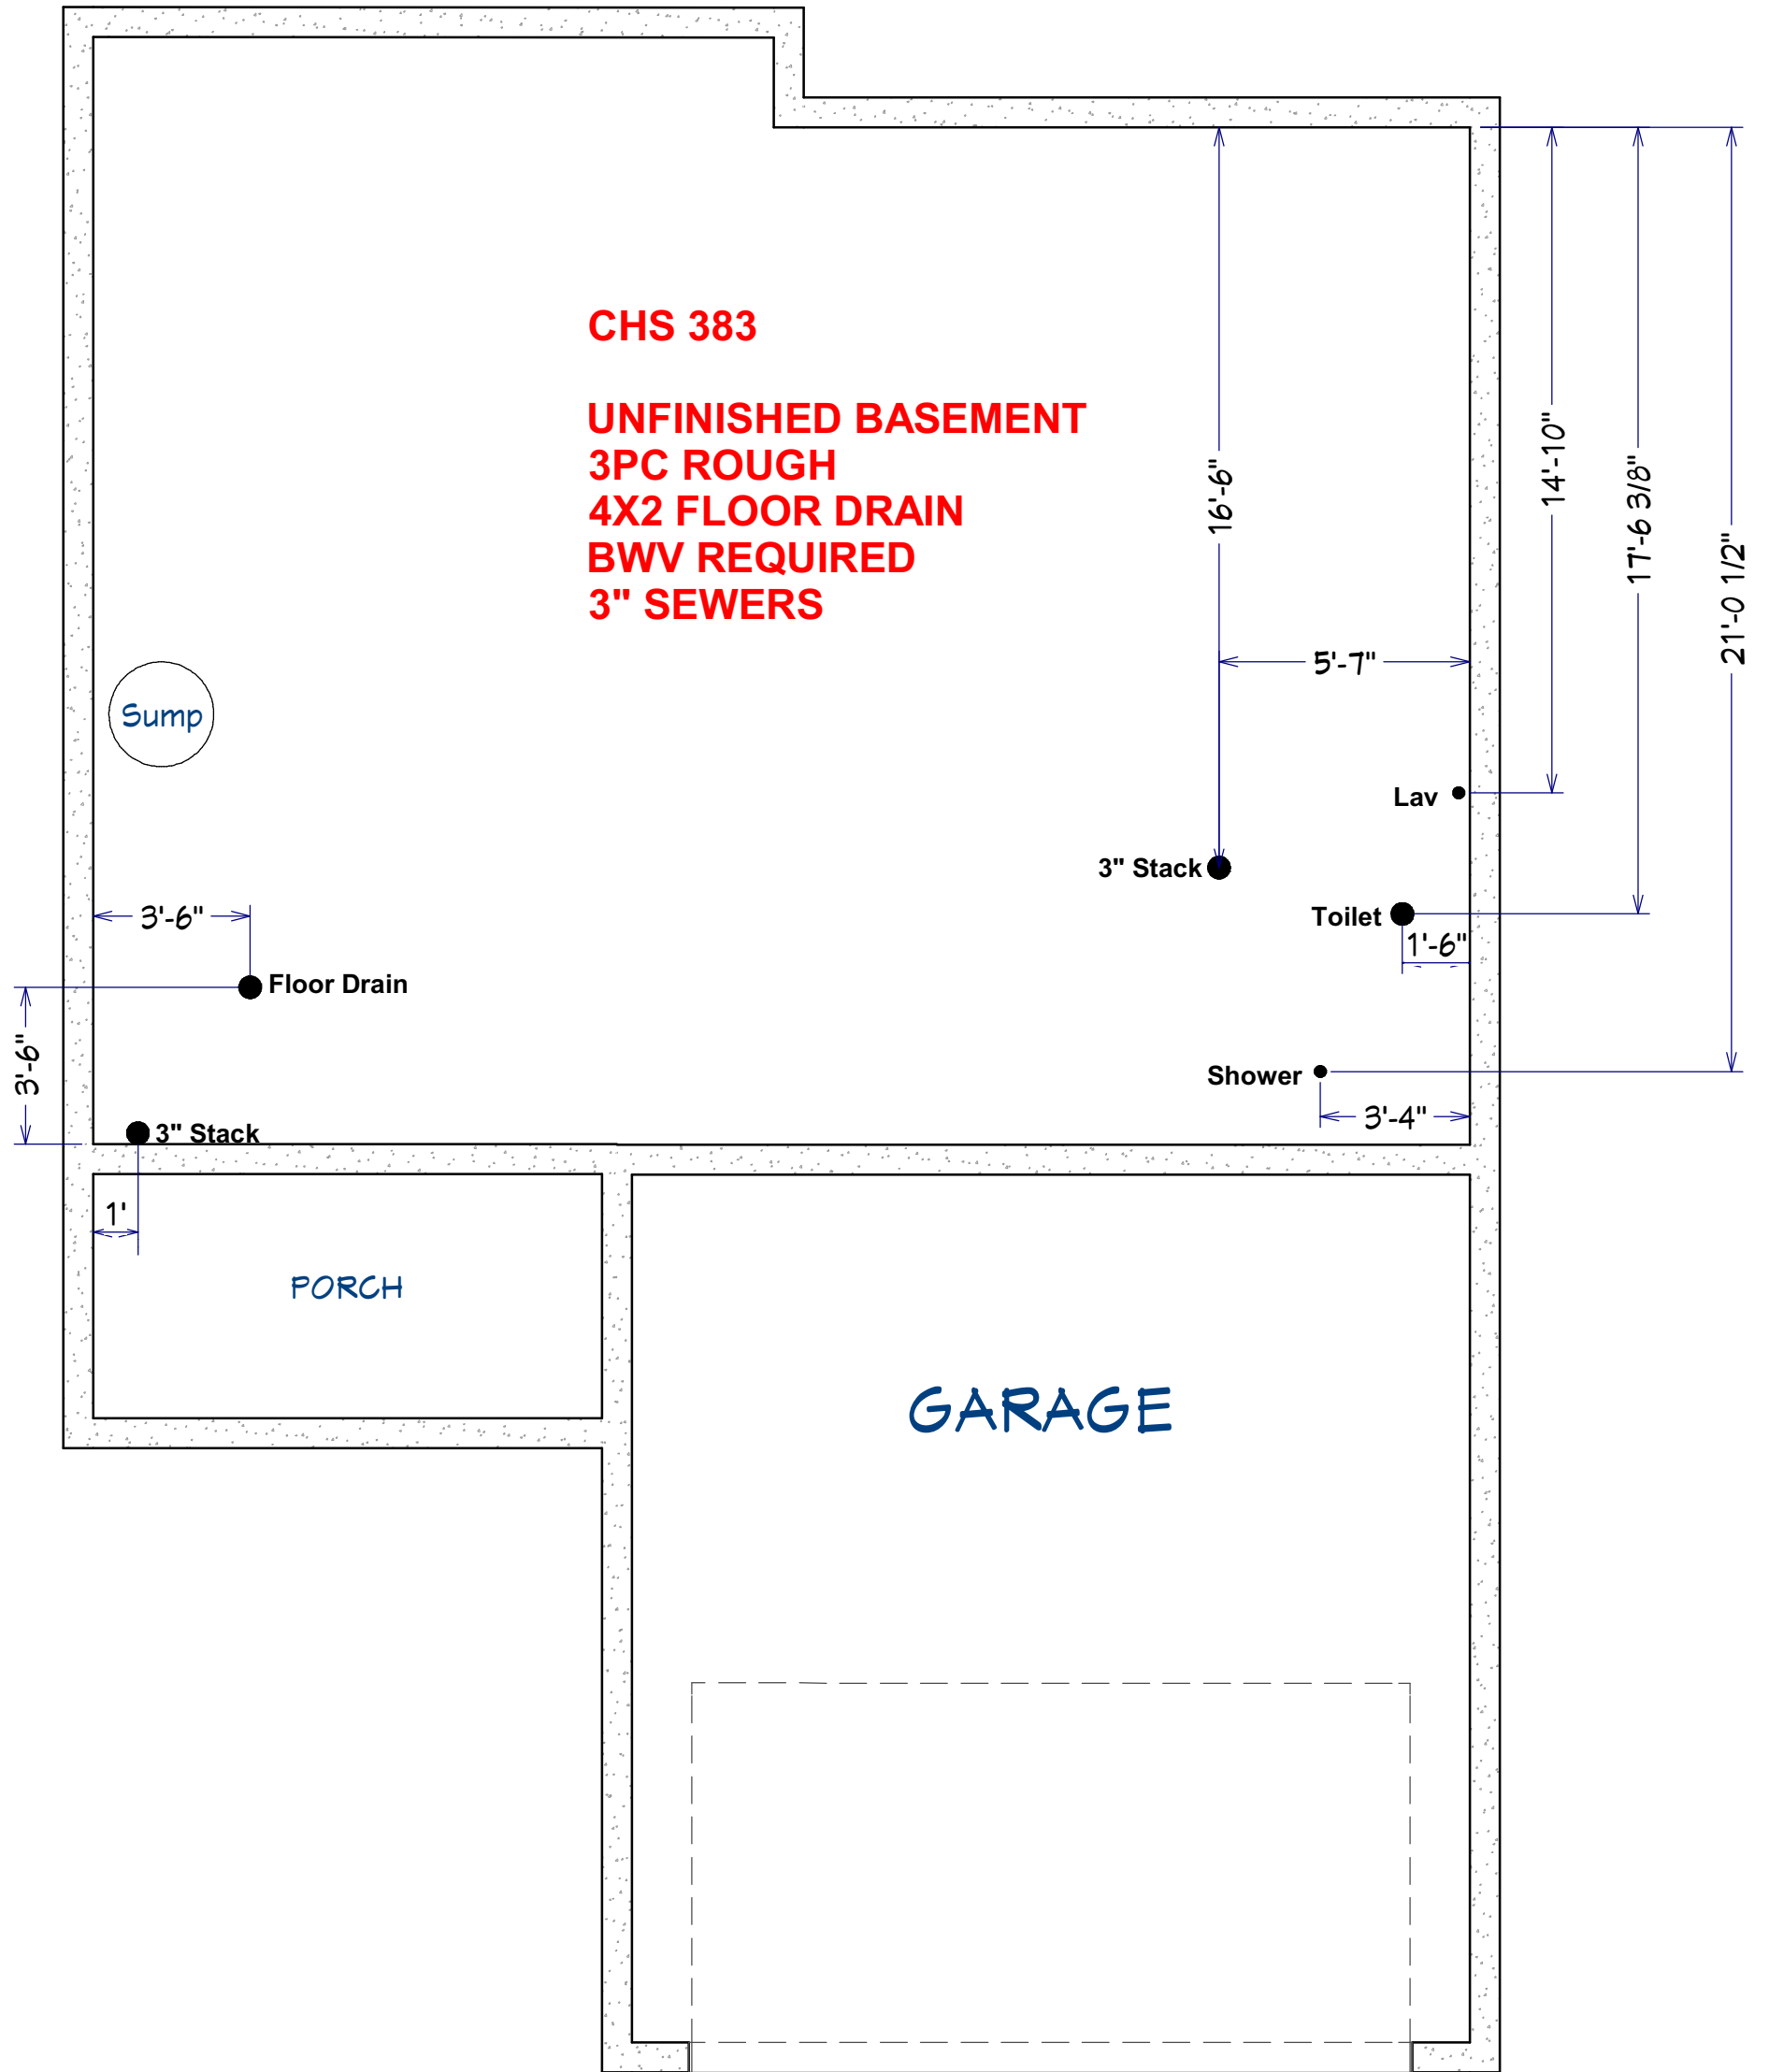 CHS 383
UNFINISHED BASEMENT
3PC ROUGH
4X2 FLOOR DRAIN
BWV REQUIRED
3" SEWERS
16'-6"
14'-10"
17'-6 3/8"
21'-0 1/2"
5'-7"
Sump
Lav
3" Stack
Toilet
1'-6"
3'-6"
Floor Drain
3'-6"
Shower
3'-4"
3" Stack
1'
PORCH
GARAGE